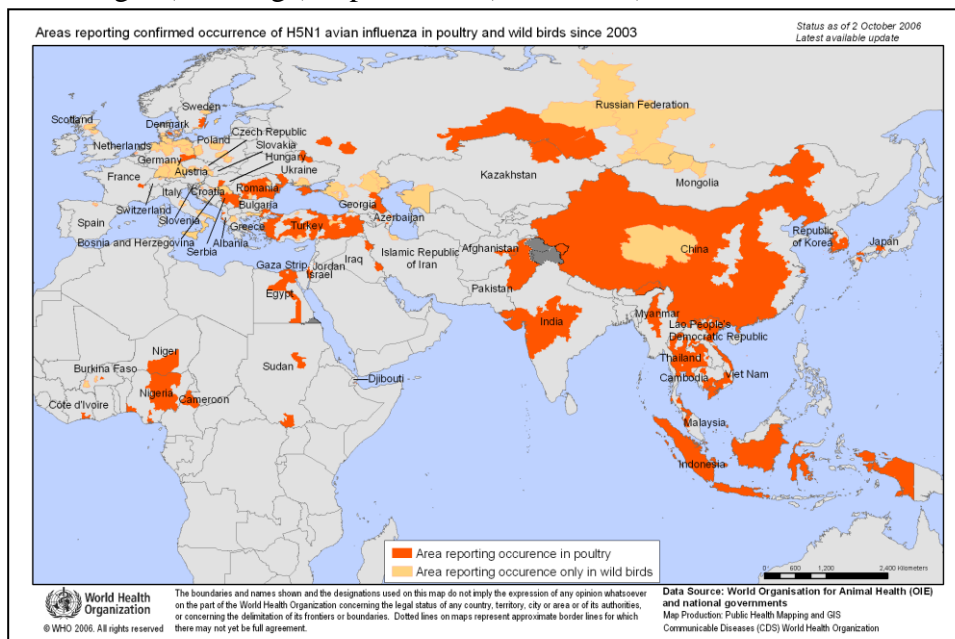 Areas reporting confirmed occurrence of H5N1 avian influenza in poultry and wild birds since 2003
Status as of 2 October 2006
Latest available update
Sweden
Russian Federation
Scotland
Denmark
Czech Republic
Netherlands
Poland
Slovakia
Hungary
Germany
Ukraine
Austria
Kazakhstan
France
Mongolia
Italy
Croatia
Romania
Switzerland
Bulgaria
Georgia
Spain
Slovenia
Greece
Turkey
Azerbaijan
Republic
of Korea
Japan
Bosnia and Herzegovina
Albania
Serbia
Islamic Republic
of Iran
Afghanistan
China
Gaza Strip
Jordan
Iraq
Israel
Pakistan
Egypt
India
Myanmar
Lao People's
Democratic Republic
Niger
Sudan
Thailand
Burkina Faso
Djibouti
Cambodia
Viet Nam
Nigeria
Côte d'Ivoire
Cameroon
Malaysia
Indonesia
Area reporting occurence in poultry
Area reporting occurence only in wild birds
0 600 1,200 2,400 Kilometers
World Health
Organization
© WHO 2006. All rights reserved
The boundaries and names shown and the designations used on this map do not imply the expression of any opinion whatsoever
on the part of the World Health Organization concerning the legal status of any country, territory, city or area or of its authorities,
or concerning the delimitation of its frontiers or boundaries. Dotted lines on maps represent approximate border lines for which
there may not yet be full agreement.
Data Source: World Organisation for Animal Health (OIE)
and national governments
Map Production: Public Health Mapping and GIS
Communicable Diseases (CDS) World Health Organization